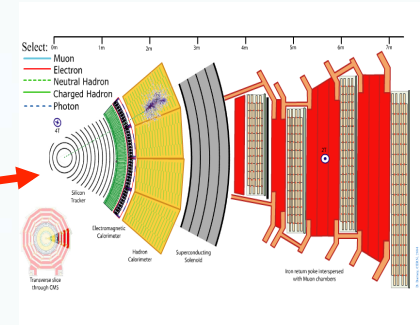 Select:
0m 1m 2m 3m 4m 5m 6m 7m
Muon
Electron
Neutral Hadron
Charged Hadron
Photon
4T
2T
Silicon
Tracker
Electromagnetic
Calorimeter
Hadron
Calorimeter
Superconducting
Solenoid
Iron return yoke interspersed
with Muon chambers
Transverse slice
through CMS